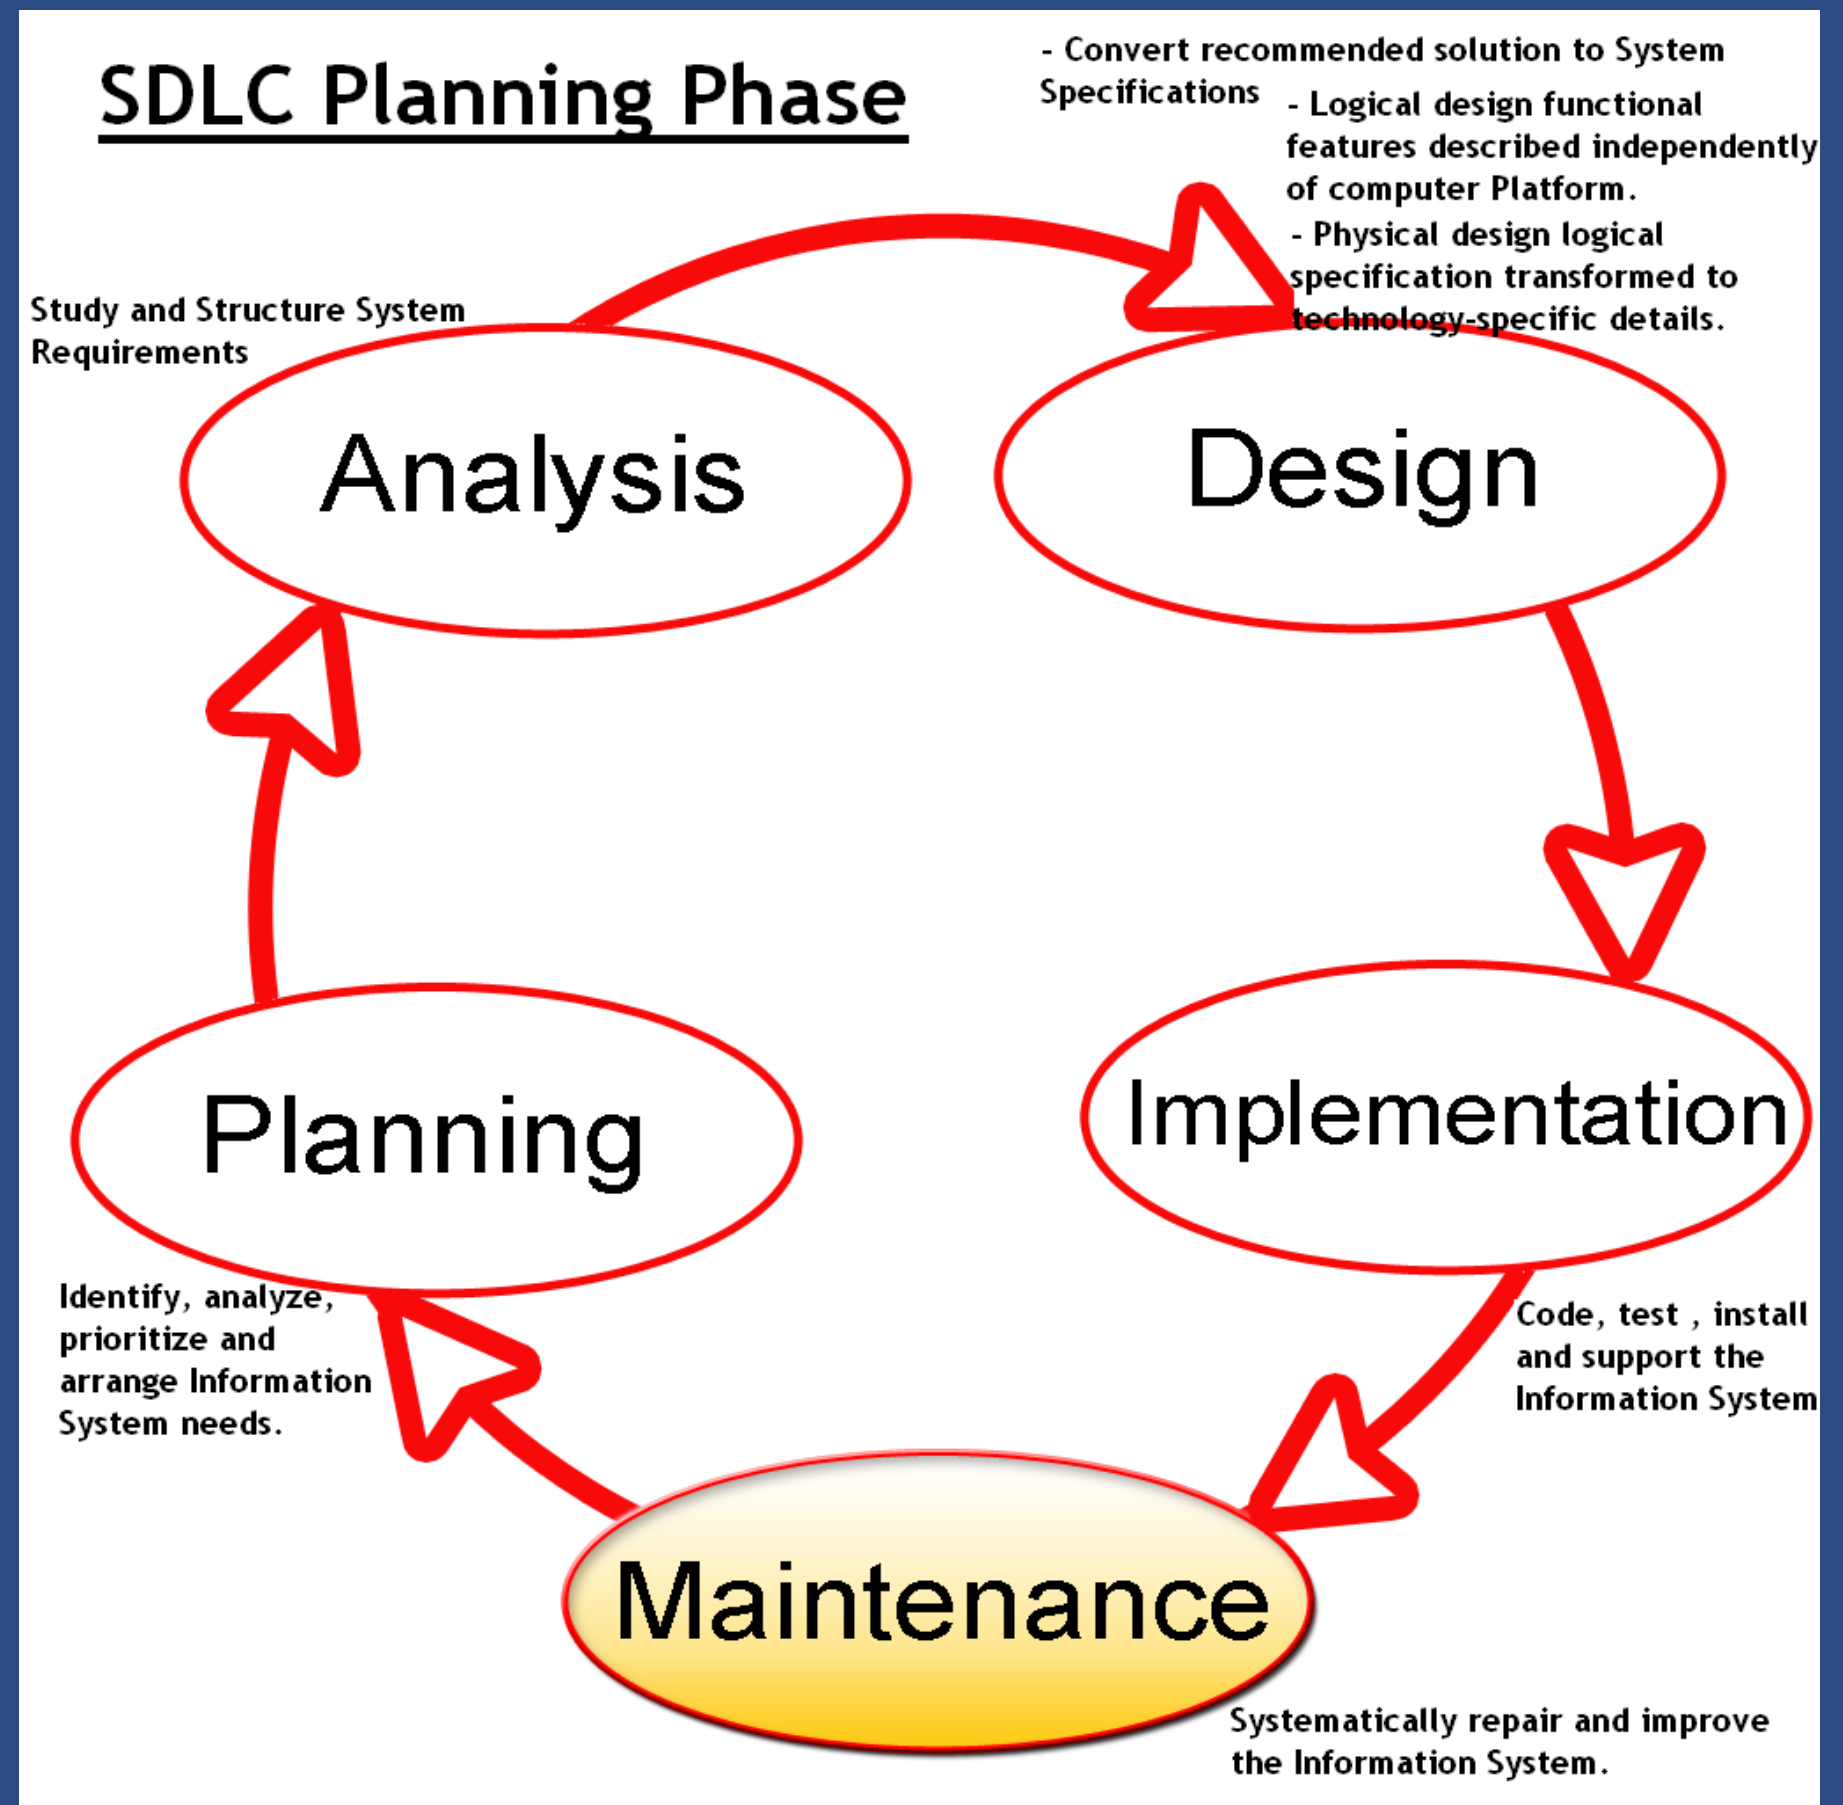 SDLC Planning Phase
- Convert recommended solution to System
Specifications
- Logical design functional
features described independently
of computer Platform.
- Physical design logical
specification transformed to
technology-specific details.
Study and Structure System
Requirements
Analysis
Design
Planning
Implementation
Identify, analyze,
prioritize and
arrange Information
System needs.
Code, test , install
and support the
Information System
Maintenance
Systematically repair and improve
the Information System.